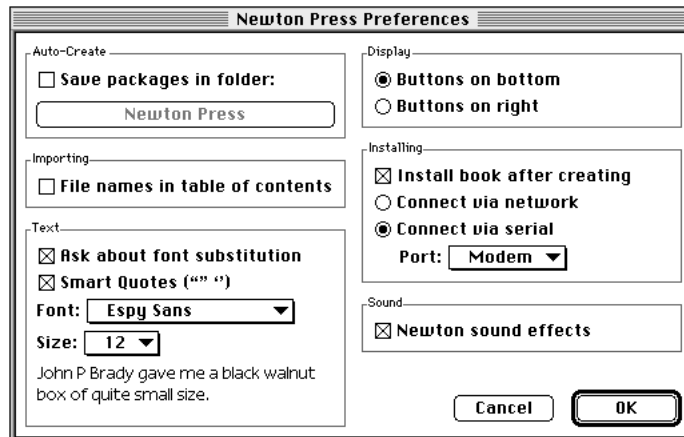 Newton Press Preferences
Auto-Create
Save packages in folder:
Newton Press
Importing
File names in table of contents
Text
Ask about font substitution
Smart Quotes (“” ‘’)
Font: Espy Sans
Size: 12
John P Brady gave me a black walnut
box of quite small size.
Display
Buttons on bottom
Buttons on right
Installing
Install book after creating
Connect via network
Connect via serial
Port: Modem
Sound
Newton sound effects
Cancel
OK